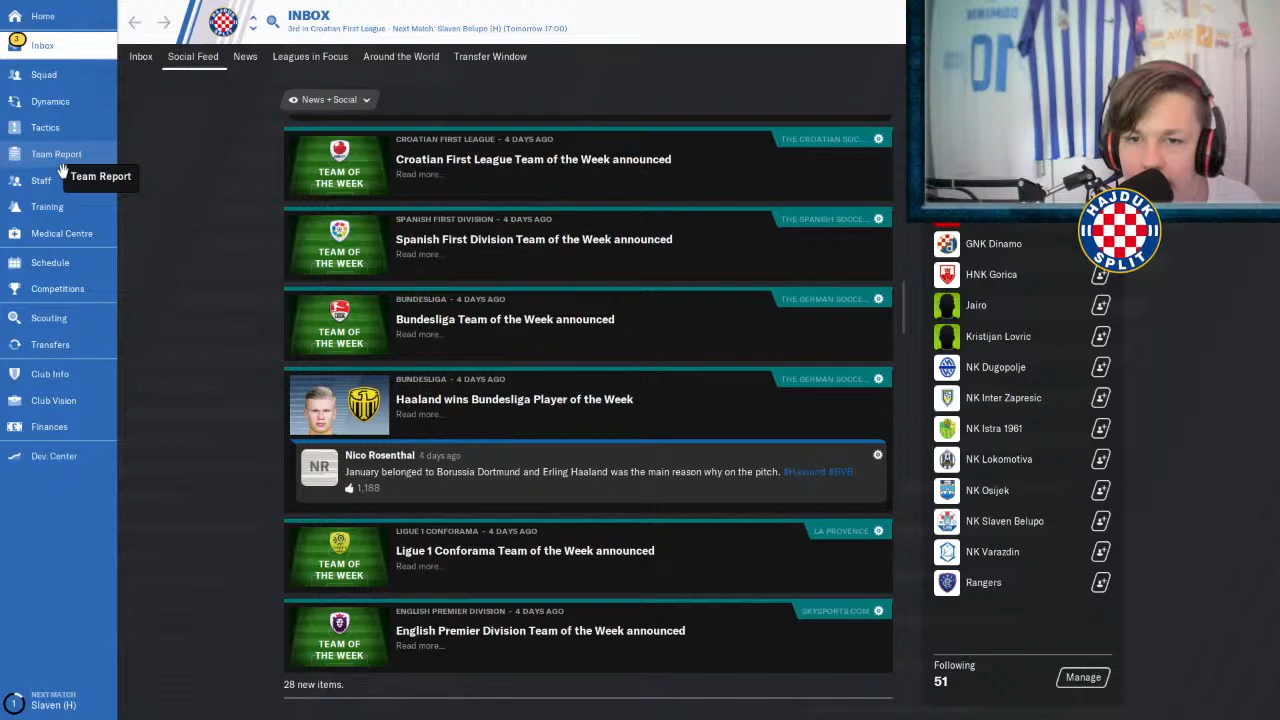 Home
3
Inbox
Squad
Dynamics
Tactics
Team Report
Team Report
Staff
Training
Medical Centre
Schedule
Competitions
Scouting
Transfers
Club Info
Club Vision
Finances
Dev. Center
1
NEXT MATCH
Slaven (H)
INBOX
3rd in Croatian First League - Next Match: Slaven Belupo (H) (Tomorrow 17:00)
Inbox Social Feed News Leagues in Focus Around the World Transfer Window
News + Social
CROATIAN FIRST LEAGUE - 4 DAYS AGO
THE CROATIAN SOC...
Croatian First League Team of the Week announced
Read more...
TEAM OF
THE WEEK
SPANISH FIRST DIVISION - 4 DAYS AGO
THE SPANISH SOCCE...
Spanish First Division Team of the Week announced
Read more...
TEAM OF
THE WEEK
BUNDESLIGA - 4 DAYS AGO
THE GERMAN SOCCE...
Bundesliga Team of the Week announced
Read more...
TEAM OF
THE WEEK
BUNDESLIGA - 4 DAYS AGO
THE GERMAN SOCCE...
Haaland wins Bundesliga Player of the Week
Read more...
NR
Nico Rosenthal 4 days ago
January belonged to Borussia Dortmund and Erling Haaland was the main reason why on the pitch. #Haaland #BVB
1,188
LIGUE 1 CONFORAMA - 4 DAYS AGO
LA PROVENCE
Ligue 1 Conforama Team of the Week announced
Read more...
TEAM OF
THE WEEK
ENGLISH PREMIER DIVISION - 4 DAYS AGO
SKYSPORTS.COM
English Premier Division Team of the Week announced
Read more...
TEAM OF
THE WEEK
28 new items.
10
HAJDUK
SPLIT
GNK Dinamo
HNK Gorica
Jairo
Kristijan Lovric
NK Dugopolje
NK Inter Zapresic
NK Istra 1961
NK Lokomotiva
NK Osijek
NK Slaven Belupo
NK Varazdin
Rangers
Following
51
Manage